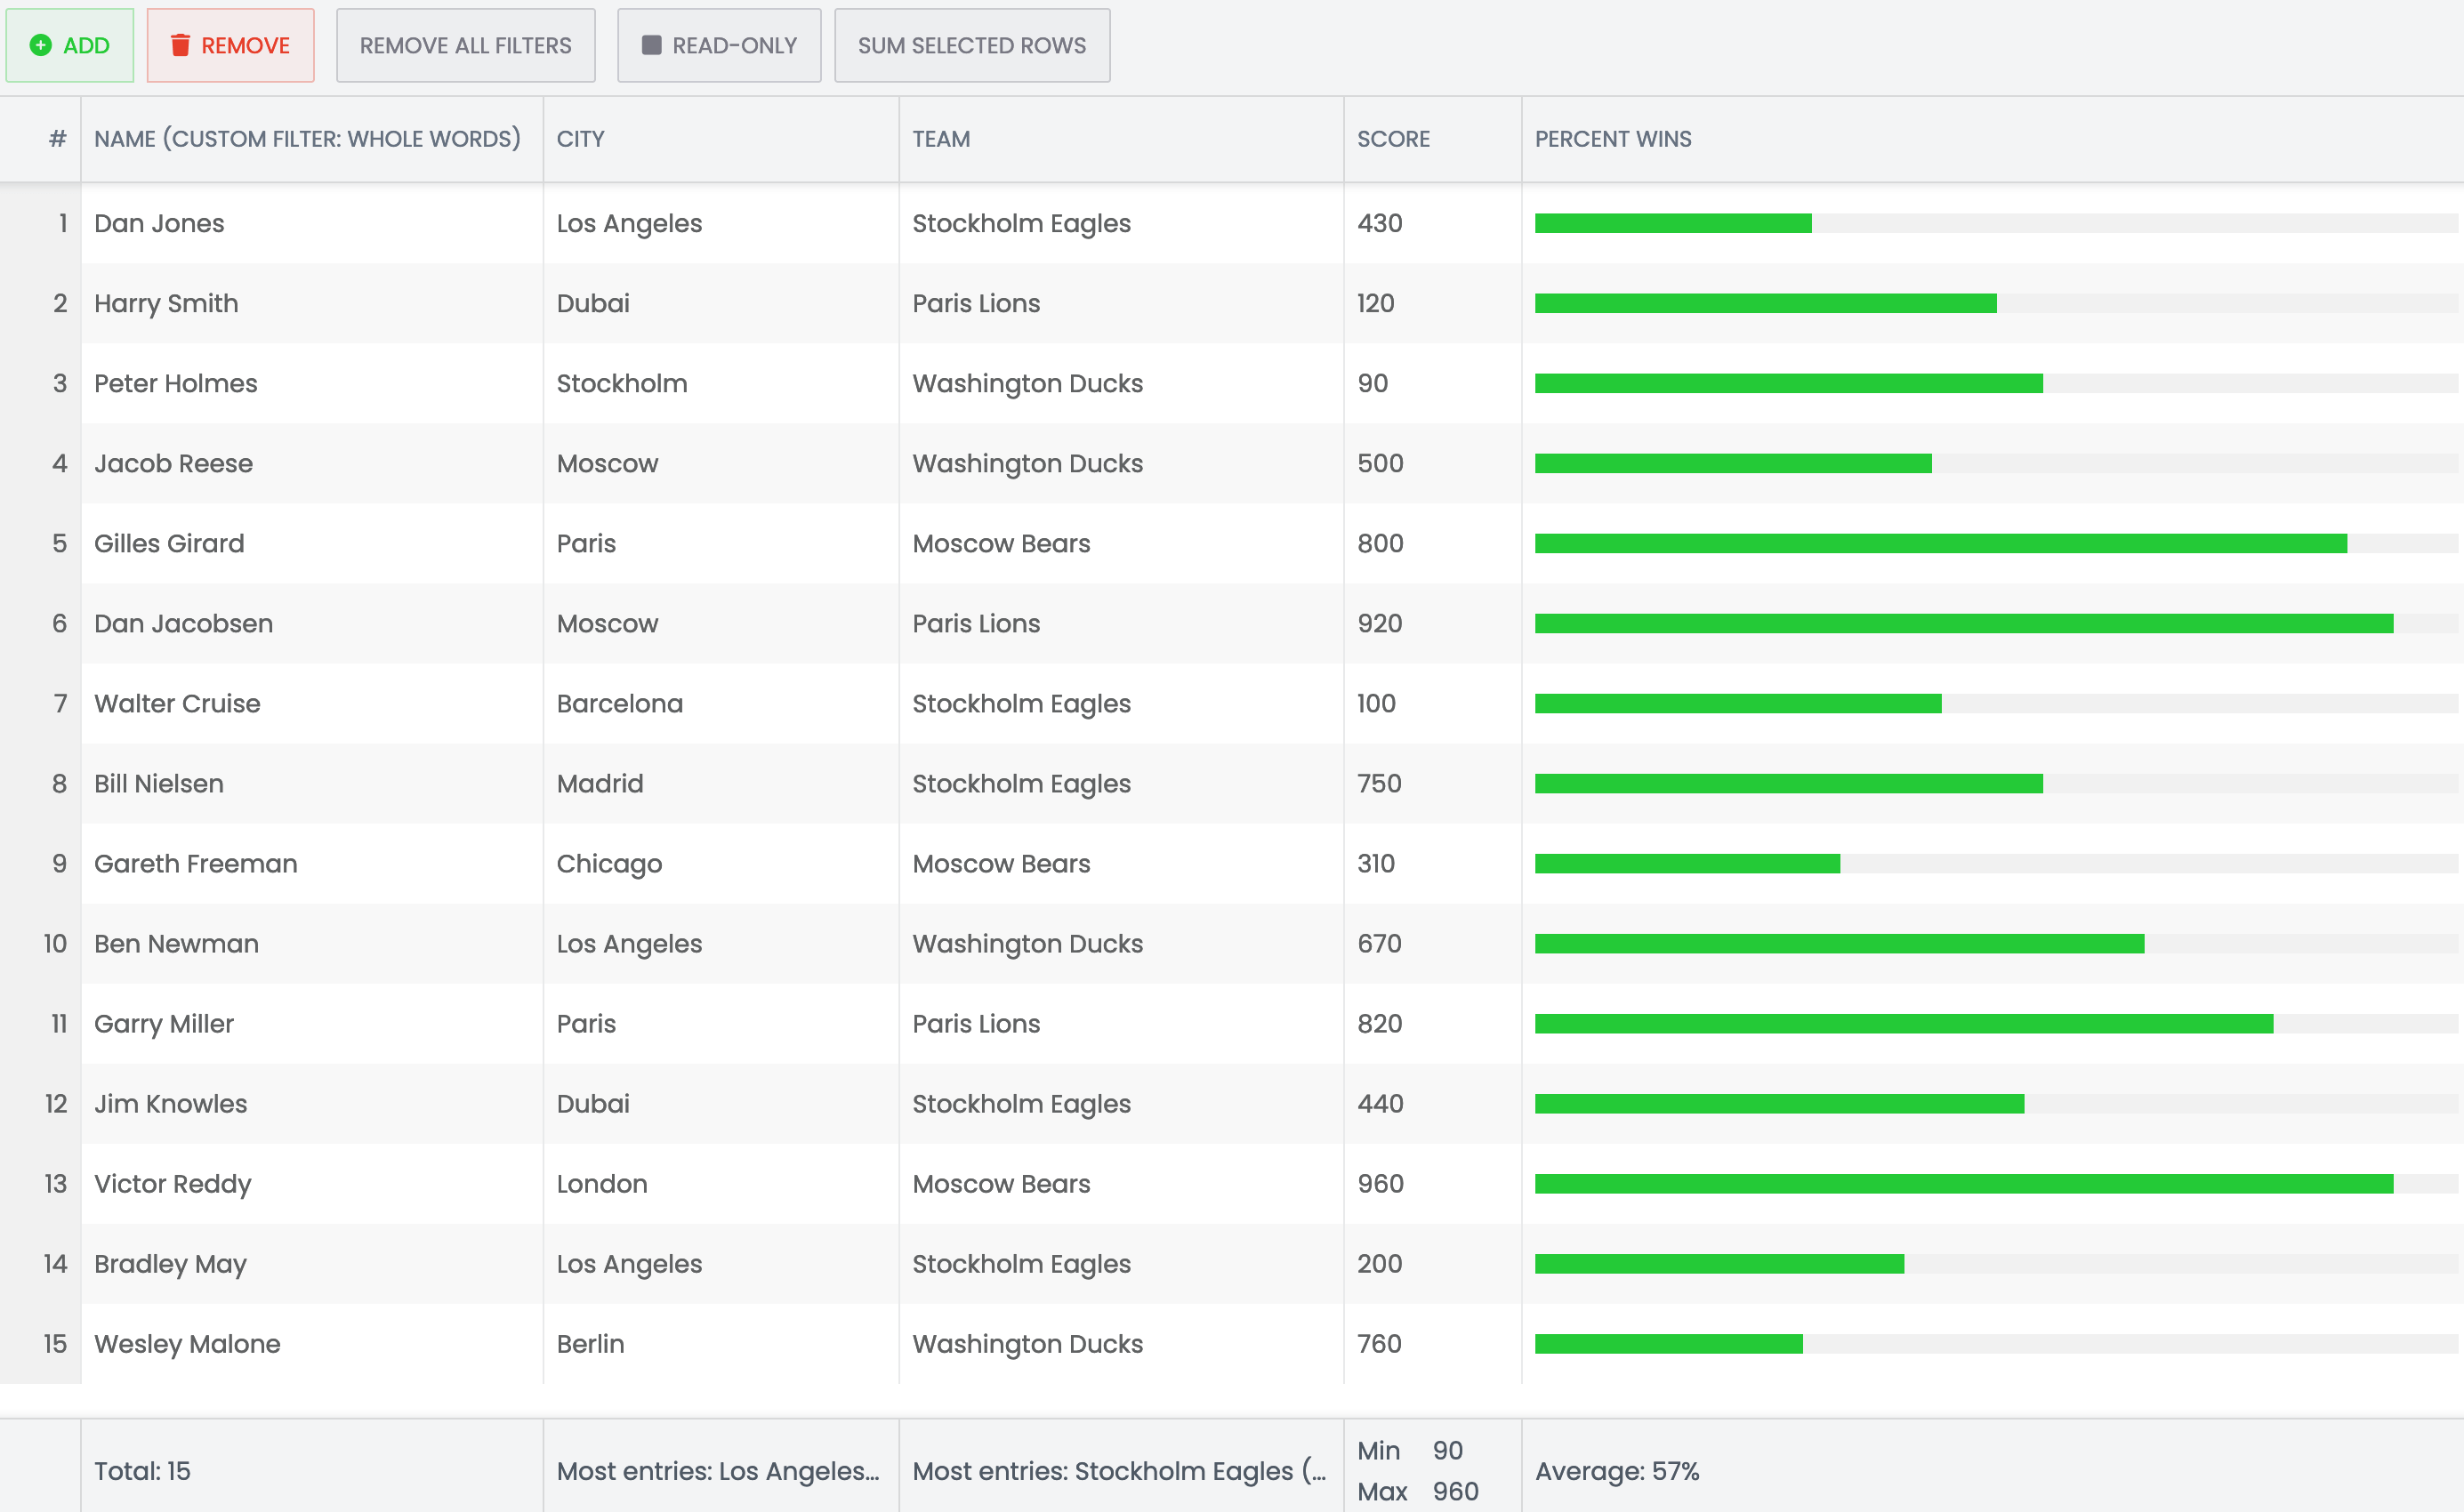 ADD REMOVE REMOVE ALL FILTERS READ-ONLY SUM SELECTED ROWS
# NAME (CUSTOM FILTER: WHOLE WORDS) CITY TEAM SCORE PERCENT WINS
1 Dan Jones Los Angeles Stockholm Eagles 430
2 Harry Smith Dubai Paris Lions 120
3 Peter Holmes Stockholm Washington Ducks 90
4 Jacob Reese Moscow Washington Ducks 500
5 Gilles Girard Paris Moscow Bears 800
6 Dan Jacobsen Moscow Paris Lions 920
7 Walter Cruise Barcelona Stockholm Eagles 100
8 Bill Nielsen Madrid Stockholm Eagles 750
9 Gareth Freeman Chicago Moscow Bears 310
10 Ben Newman Los Angeles Washington Ducks 670
11 Garry Miller Paris Paris Lions 820
12 Jim Knowles Dubai Stockholm Eagles 440
13 Victor Reddy London Moscow Bears 960
14 Bradley May Los Angeles Stockholm Eagles 200
15 Wesley Malone Berlin Washington Ducks 760
Total: 15 Most entries: Los Angeles... Most entries: Stockholm Eagles (... Min 90 Average: 57%
Max 960